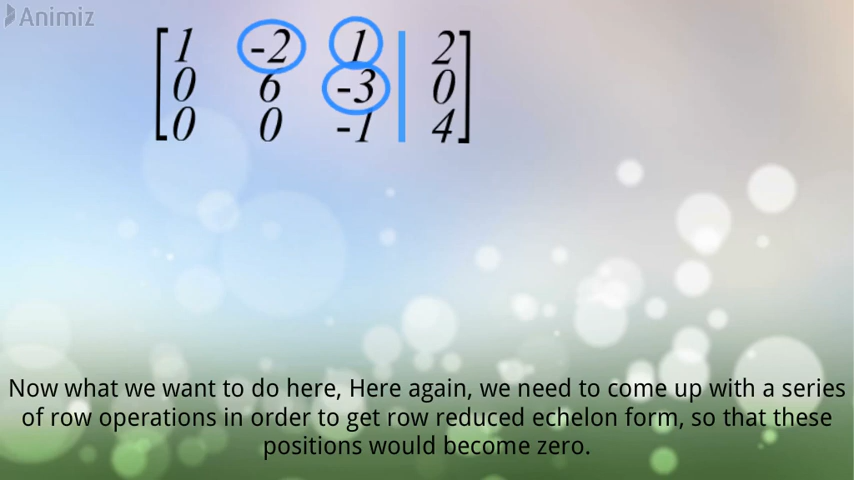 Animiz
1 -2 1 2
0 6 -3 0
0 0 -1 4
Now what we want to do here, Here again, we need to come up with a series
of row operations in order to get row reduced echelon form, so that these
positions would become zero.